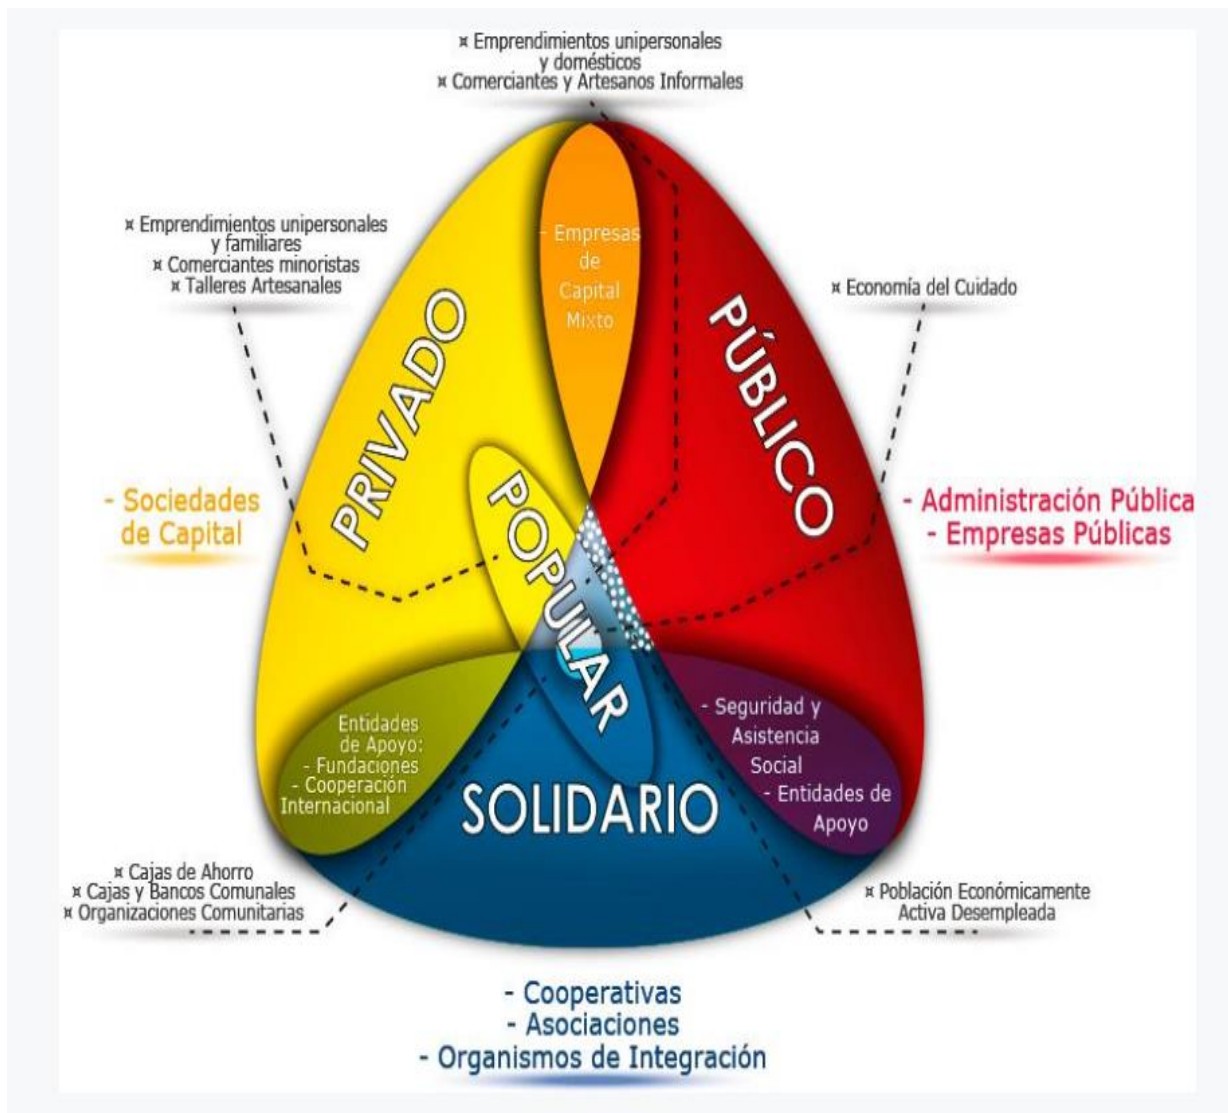 ¤ Emprendimientos unipersonales
y domésticos
¤ Comerciantes y Artesanos Informales
¤ Emprendimientos unipersonales
y familiares
¤ Comerciantes minoristas
¤ Talleres Artesanales
- Empresas
de
Capital
Mixto
¤ Economía del Cuidado
PRIVADO
PÚBLICO
POPULAR
- Sociedades
de Capital
- Administración Pública
- Empresas Públicas
Entidades
de Apoyo:
- Fundaciones
- Cooperación
Internacional
- Seguridad y
Asistencia
Social
- Entidades de
Apoyo
SOLIDARIO
¤ Cajas de Ahorro
¤ Cajas y Bancos Comunales
¤ Organizaciones Comunitarias
¤ Población Económicamente
Activa Desempleada
- Cooperativas
- Asociaciones
- Organismos de Integración